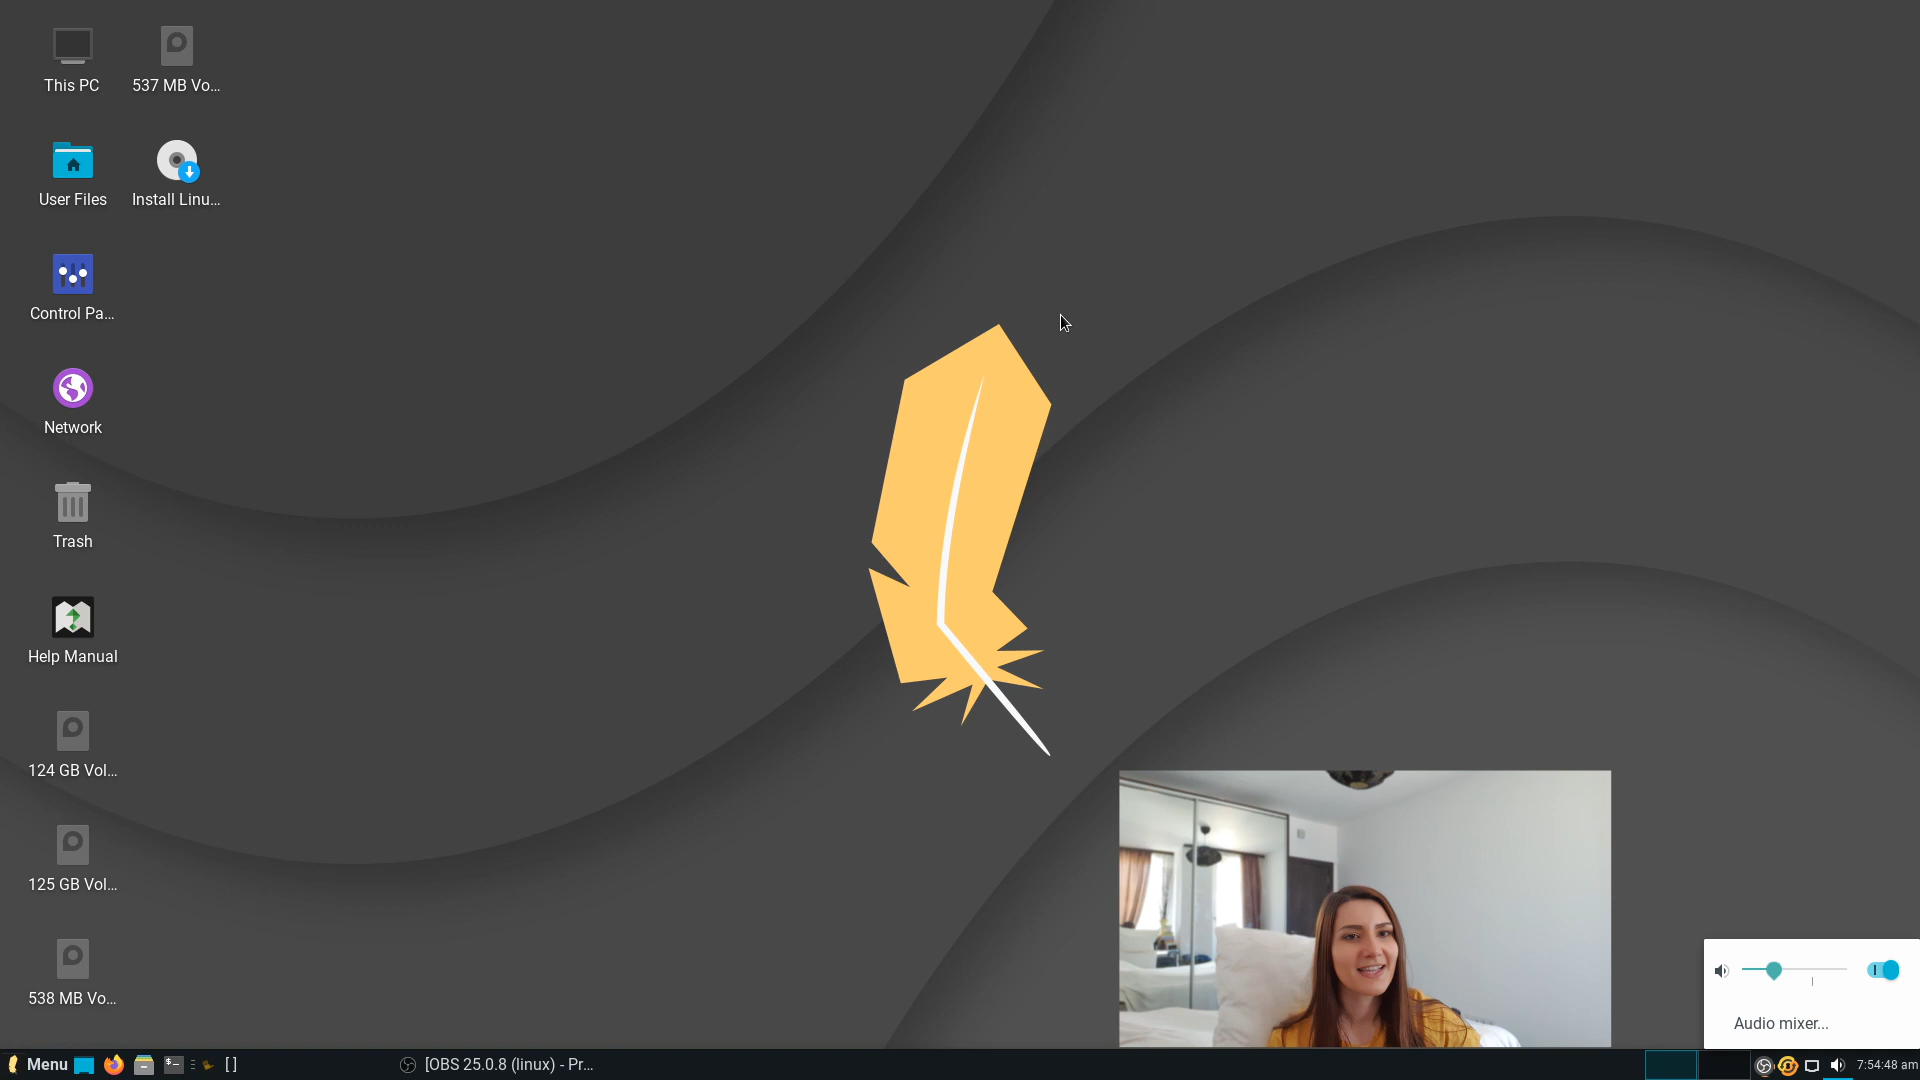 This PC
537 MB Vo...
User Files
Install Linu...
Control Pa...
Network
Trash
Help Manual
124 GB Vol...
125 GB Vol...
538 MB Vo...
Audio mixer...
Menu
[ ]
[OBS 25.0.8 (linux) - Pr...
7:54:48 am